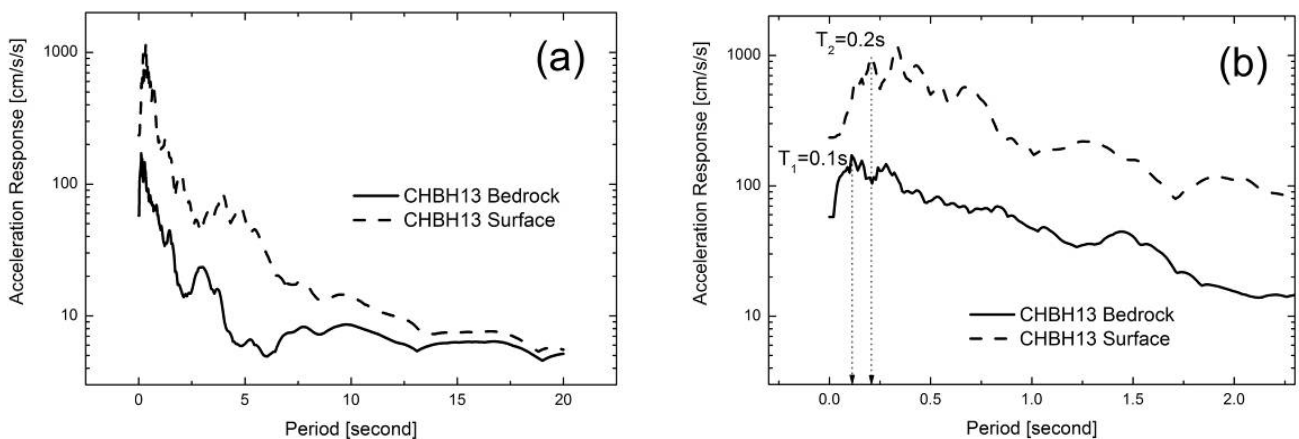 (a)
Acceleration Response [cm/s/s]
1000
100
10
CHBH13 Bedrock
CHBH13 Surface
0
5
10
15
20
Period [second]
(b)
Acceleration Response [cm/s/s]
1000
100
10
T2=0.2s
T1=0.1s
CHBH13 Bedrock
CHBH13 Surface
0.0
0.5
1.0
1.5
2.0
Period [second]